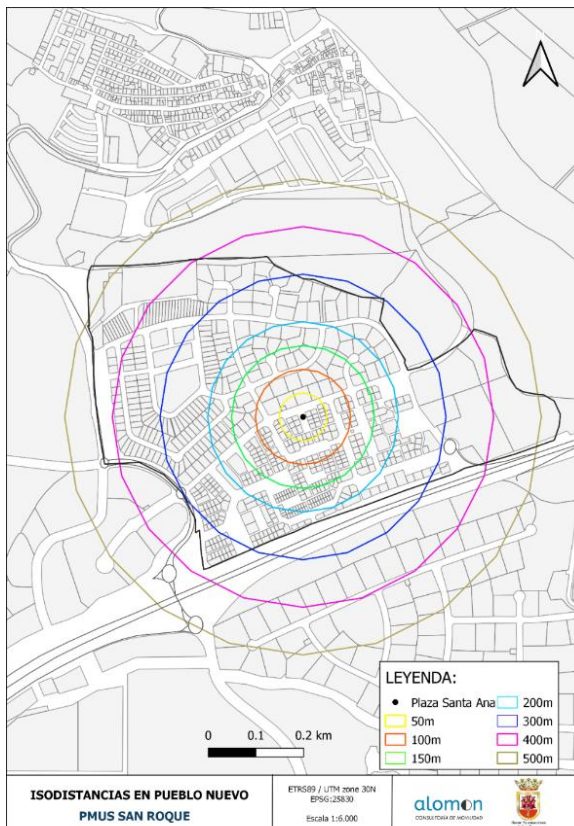 LEYENDA:
Plaza Santa Ana
50m
100m
150m
200m
300m
400m
500m
0 0.1 0.2 km
ISODISTANCIAS EN PUEBLO NUEVO
PMUS SAN ROQUE
ETRS89 / UTM zone 30N
EPSG:25830
Escala 1:6.000
alomon
CONSULTORÍA DE MOVILIDAD